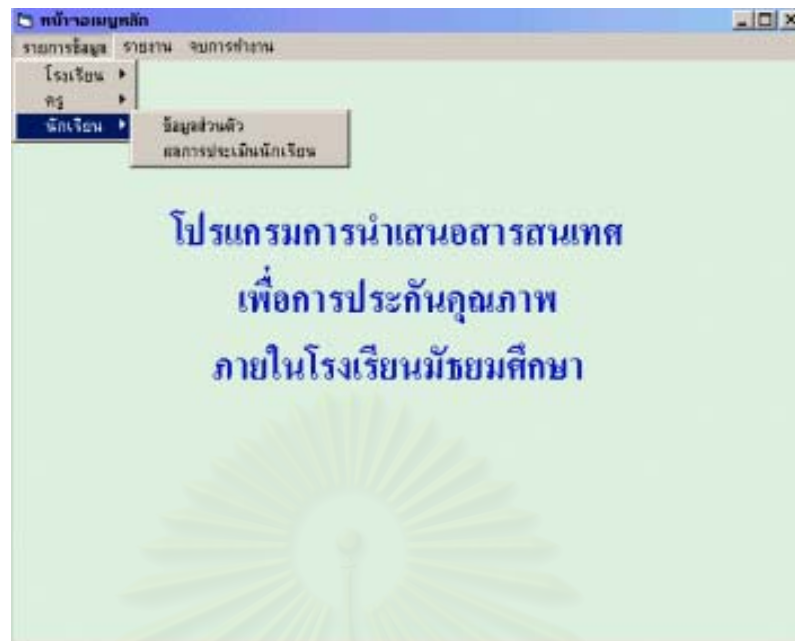 หน้าจอเมนูหลัก
รายการข้อมูล รายงาน จบการทำงาน
โรงเรียน
ครู
นักเรียน
ข้อมูลส่วนตัว
ผลการประเมินนักเรียน
โปรแกรมการนำเสนอสารสนเทศ
เพื่อการประกันคุณภาพ
ภายในโรงเรียนมัธยมศึกษา